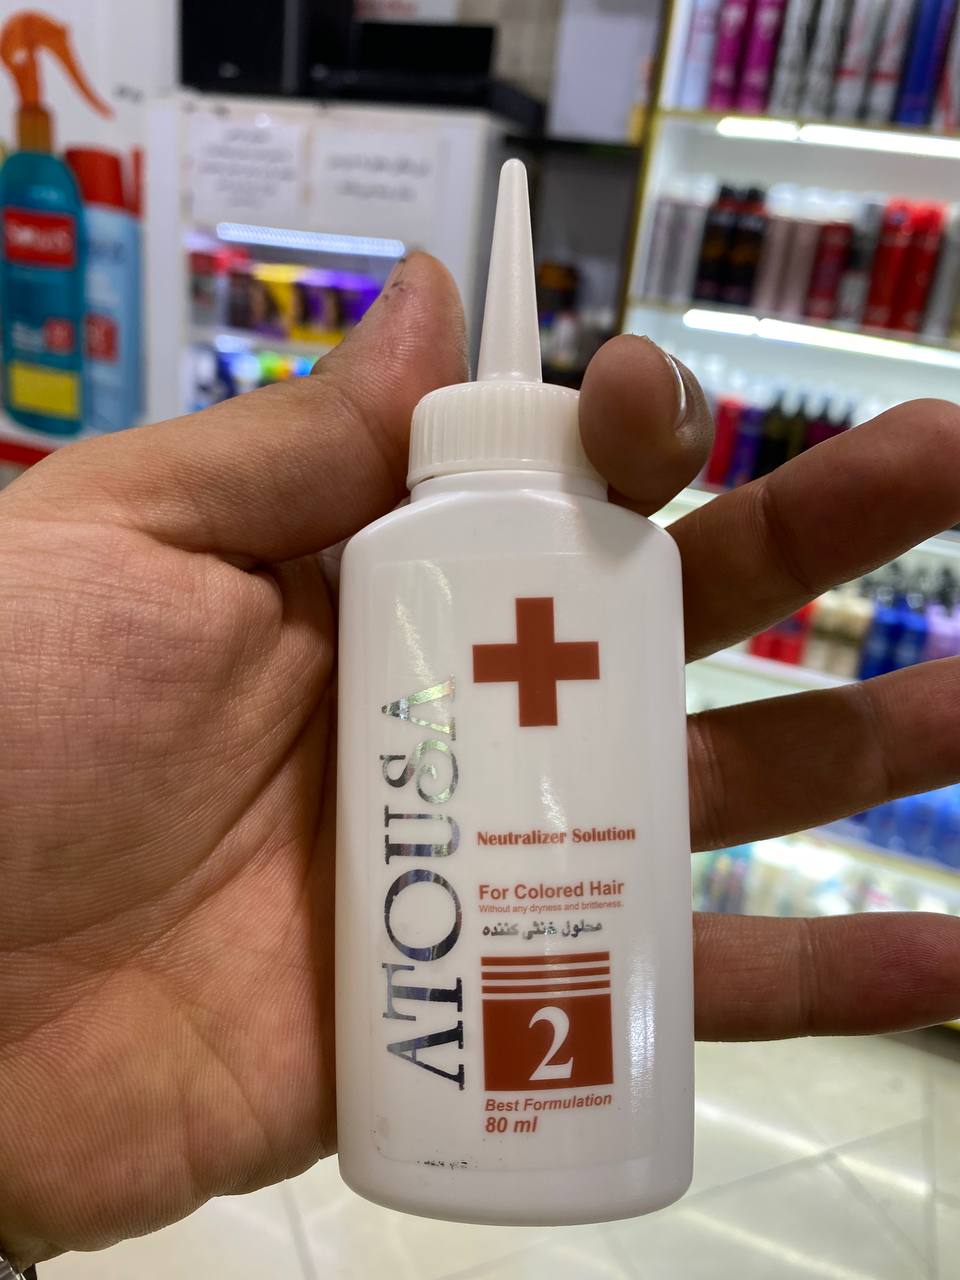 ATOUSA
Neutralizer Solution
For Colored Hair
Without any dryness and brittleness.
محلول خنثی کننده
2
Best Formulation
80 ml